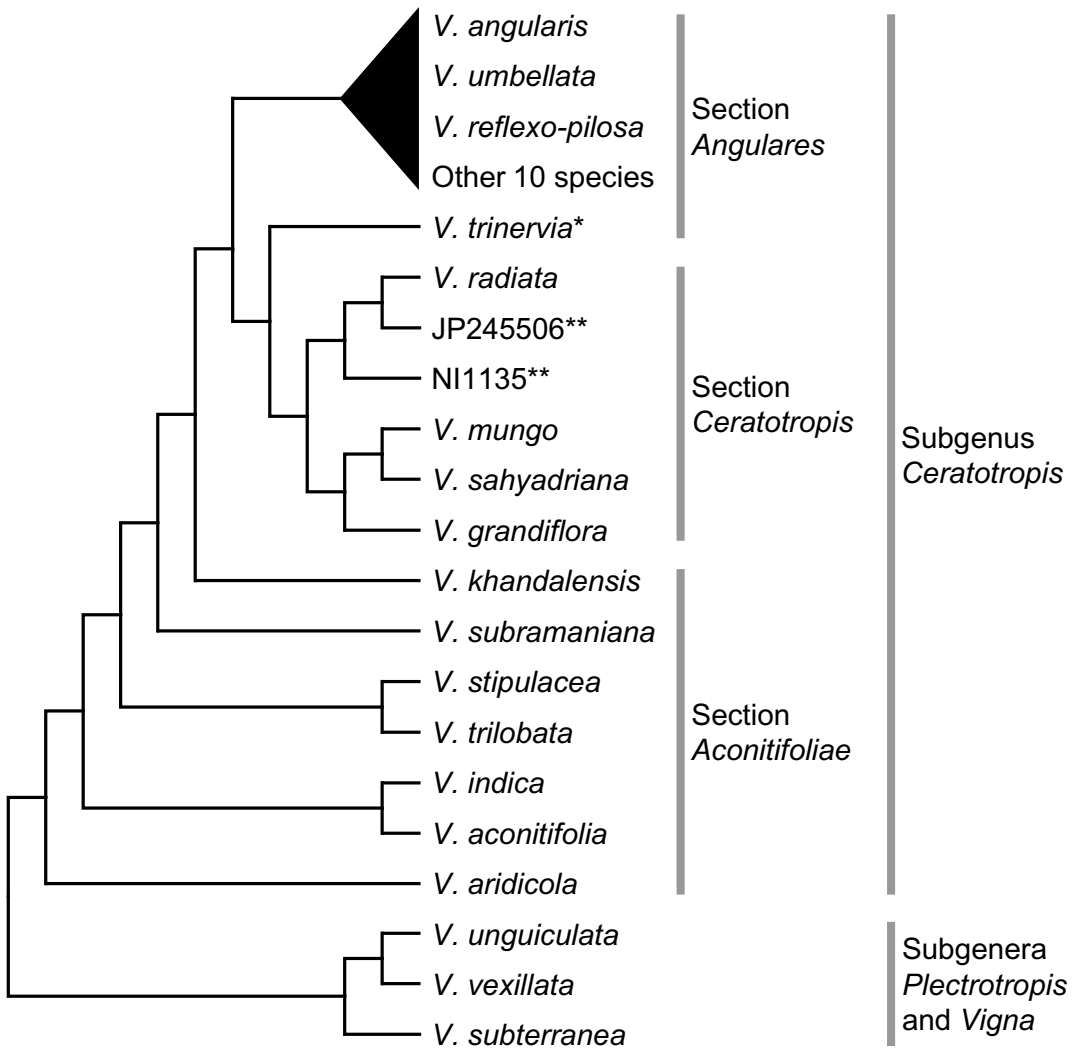 V. angularis
V. umbellata
V. reflexo-pilosa
Other 10 species
V. trinervia*
V. radiata
JP245506**
NI1135**
V. mungo
V. sahyadriana
V. grandiflora
V. khandalensis
V. subramaniana
V. stipulacea
V. trilobata
V. indica
V. aconitifolia
V. aridicola
V. unguiculata
V. vexillata
V. subterranea
Section
Angulares
Section
Ceratotropis
Section
Aconitifoliae
Subgenus
Ceratotropis
Subgenera
Plectrotropis
and Vigna